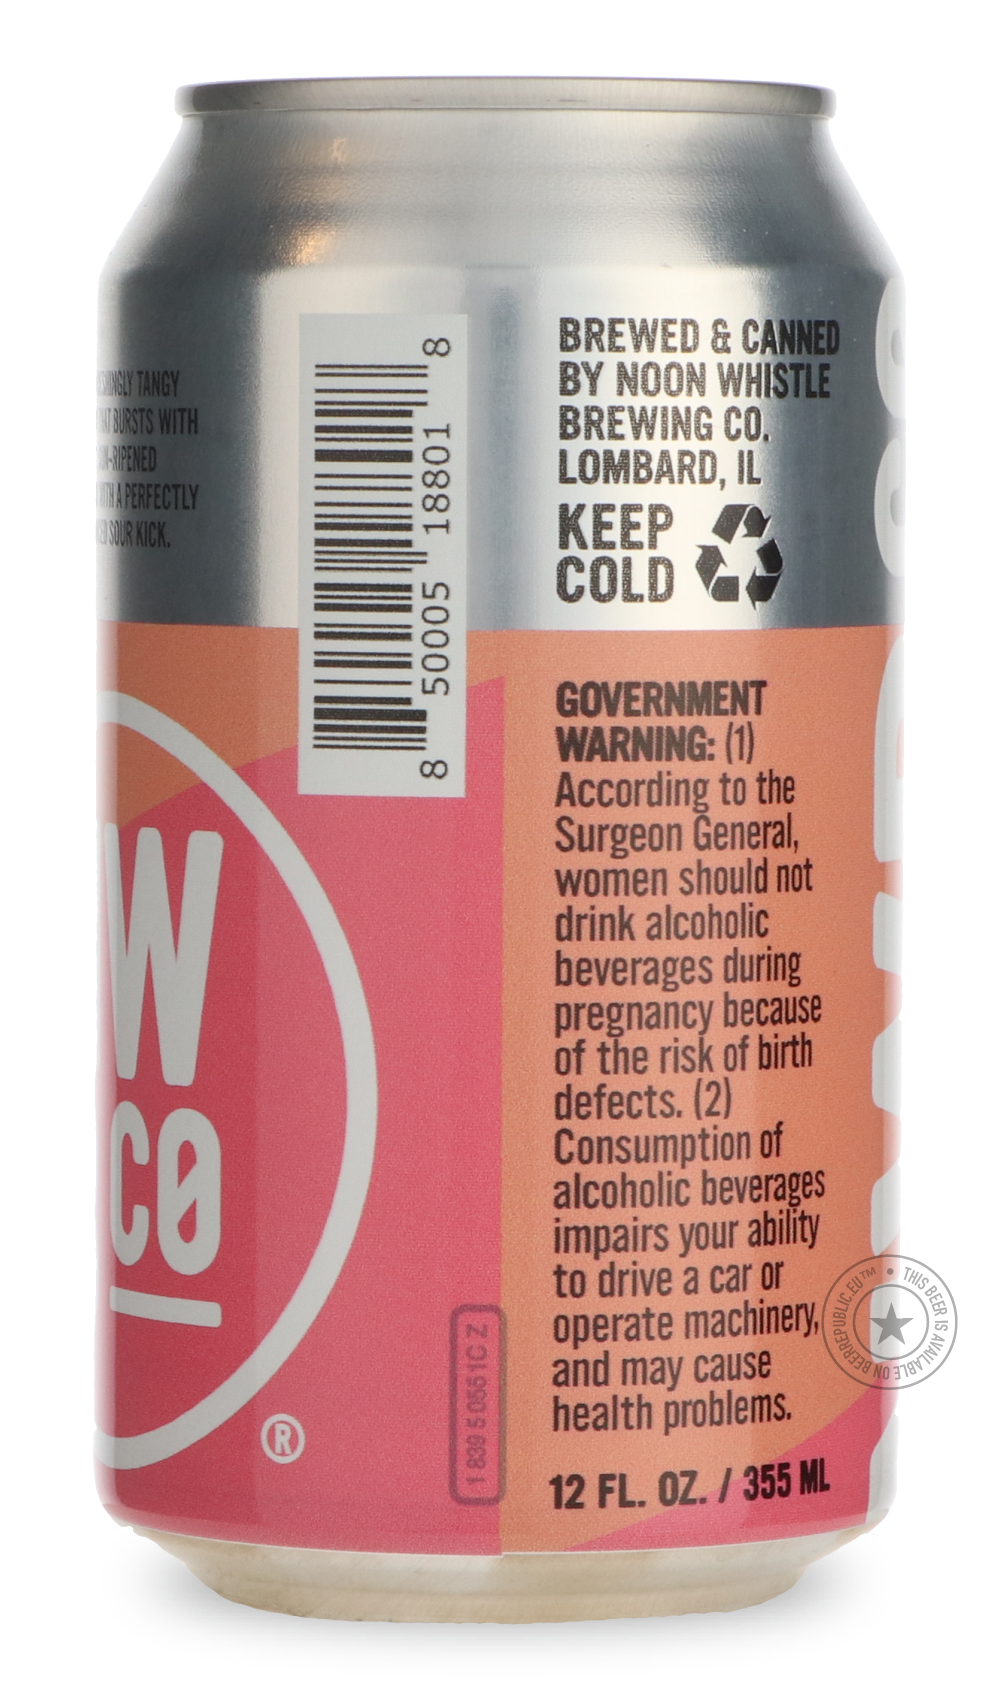 TANGY
BURSTS WITH
RIPENED
A PERFECTLY
SOUR KICK.
W
CO
®
8 50005 18801 8
BREWED & CANNED
BY NOON WHISTLE
BREWING CO.
LOMBARD, IL
KEEP
COLD
GOVERNMENT
WARNING: (1)
According to the
Surgeon General,
women should not
drink alcoholic
beverages during
pregnancy because
of the risk of birth
defects. (2)
Consumption of
alcoholic beverages
impairs your ability
to drive a car or
operate machinery,
and may cause
health problems.
12 FL. OZ. / 355 ML
THIS BEER IS AVAILABLE ON BEERREPUBLIC.EU™